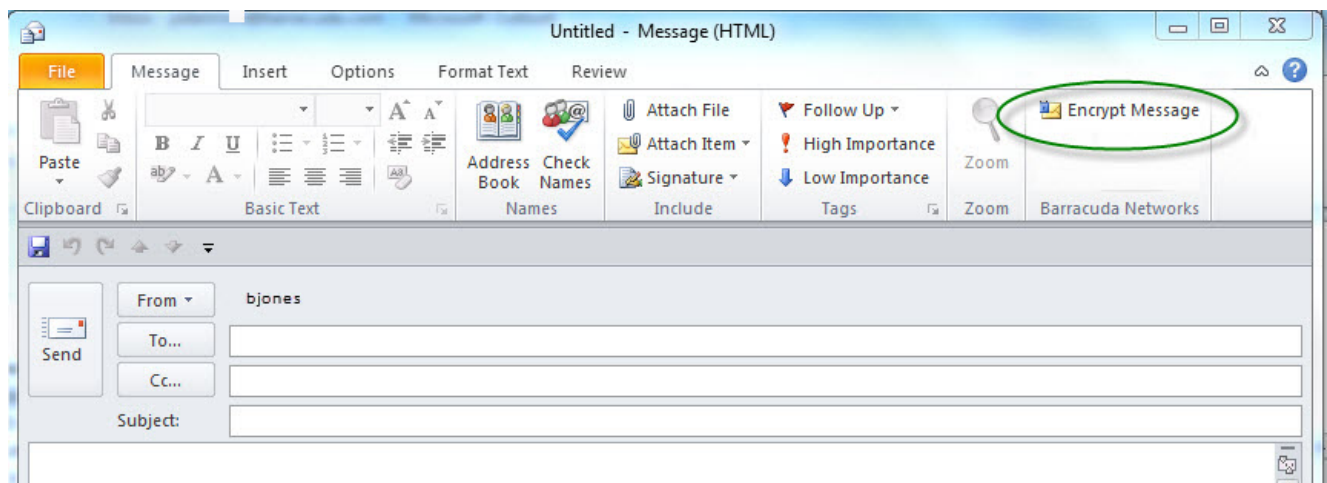 Untitled - Message (HTML)
File Message Insert Options Format Text Review
Paste
B I U
A A
ab A
Aa
Address Book
Check Names
Attach File
Attach Item
Signature
Follow Up
High Importance
Low Importance
Zoom
Encrypt Message
Clipboard Basic Text Names Include Tags Zoom Barracuda Networks
Send
From bjones
To...
Cc...
Subject: